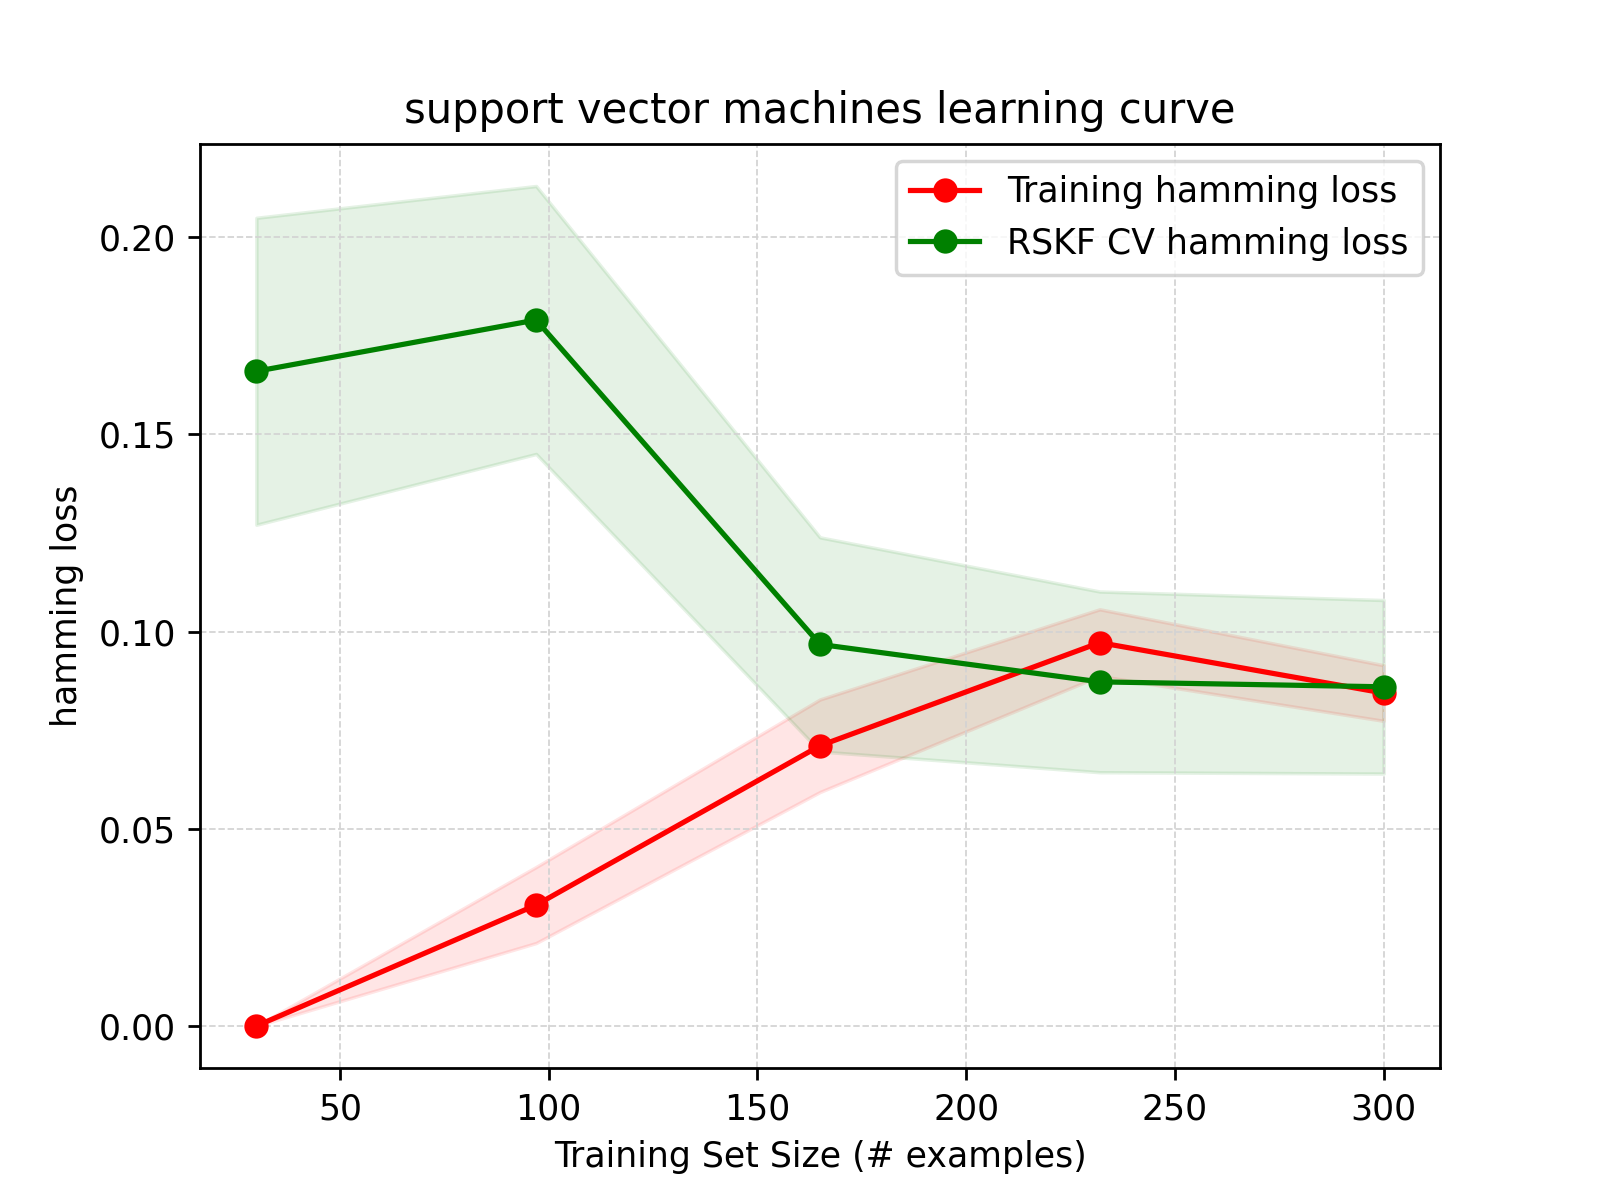 support vector machines learning curve
Training hamming loss
RSKF CV hamming loss
hamming loss
0.20
0.15
0.10
0.05
0.00
50 100 150 200 250 300
Training Set Size (# examples)